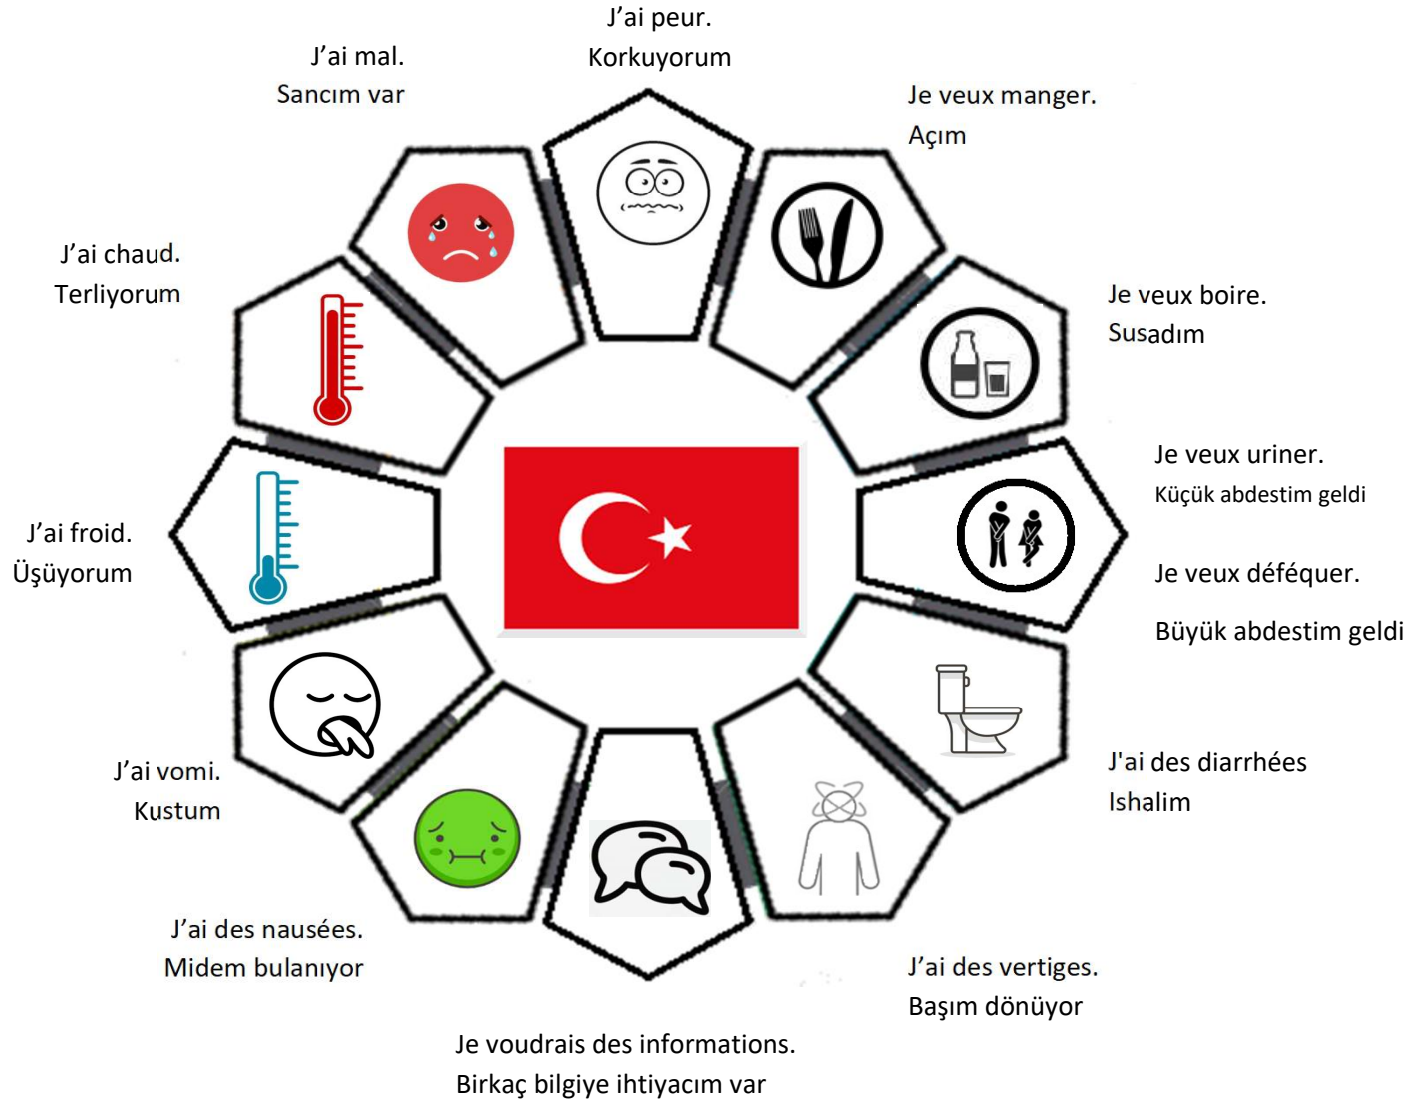 J’ai peur.
Korkuyorum
J’ai mal.
Sancım var
Je veux manger.
Açım
J’ai chaud.
Terliyorum
Je veux boire.
Susadım
Je veux uriner.
Küçük abdestim geldi
J’ai froid.
Üşüyorum
Je veux déféquer.
Büyük abdestim geldi
J’ai vomi.
Kustum
J'ai des diarrhées
Ishalim
J’ai des nausées.
Midem bulanıyor
J’ai des vertiges.
Başım dönüyor
Je voudrais des informations.
Birkaç bilgiye ihtiyacım var